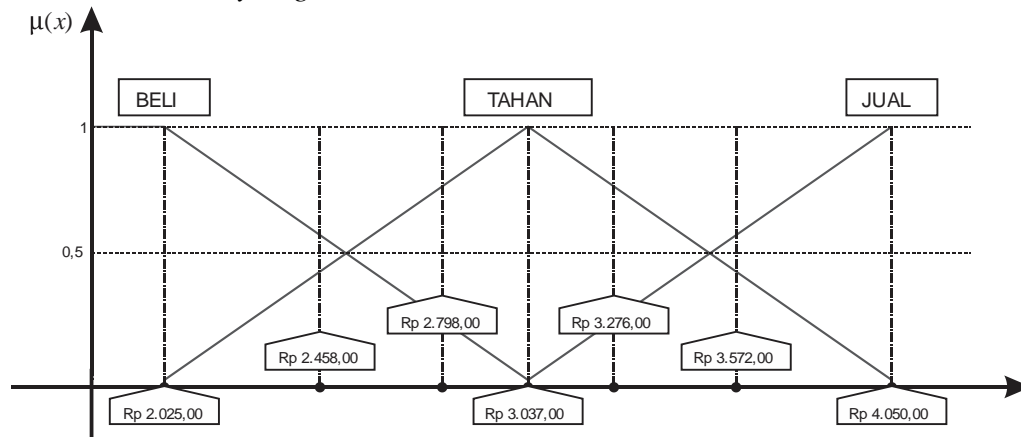 μ(x)
BELI TAHAN JUAL
1
0,5
Rp 2.798,00 Rp 3.276,00
Rp 2.458,00 Rp 3.572,00
Rp 2.025,00 Rp 3.037,00 Rp 4.050,00